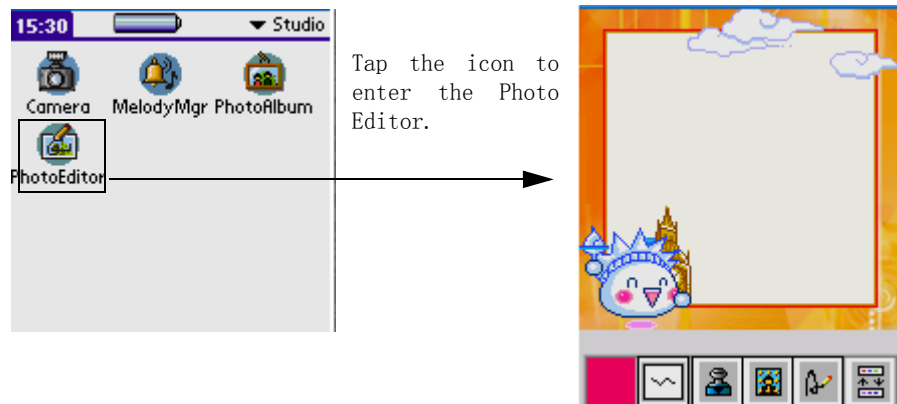 15:30 Studio
Camera MelodyMgr PhotoAlbum
PhotoEditor
Tap the icon to
enter the Photo
Editor.